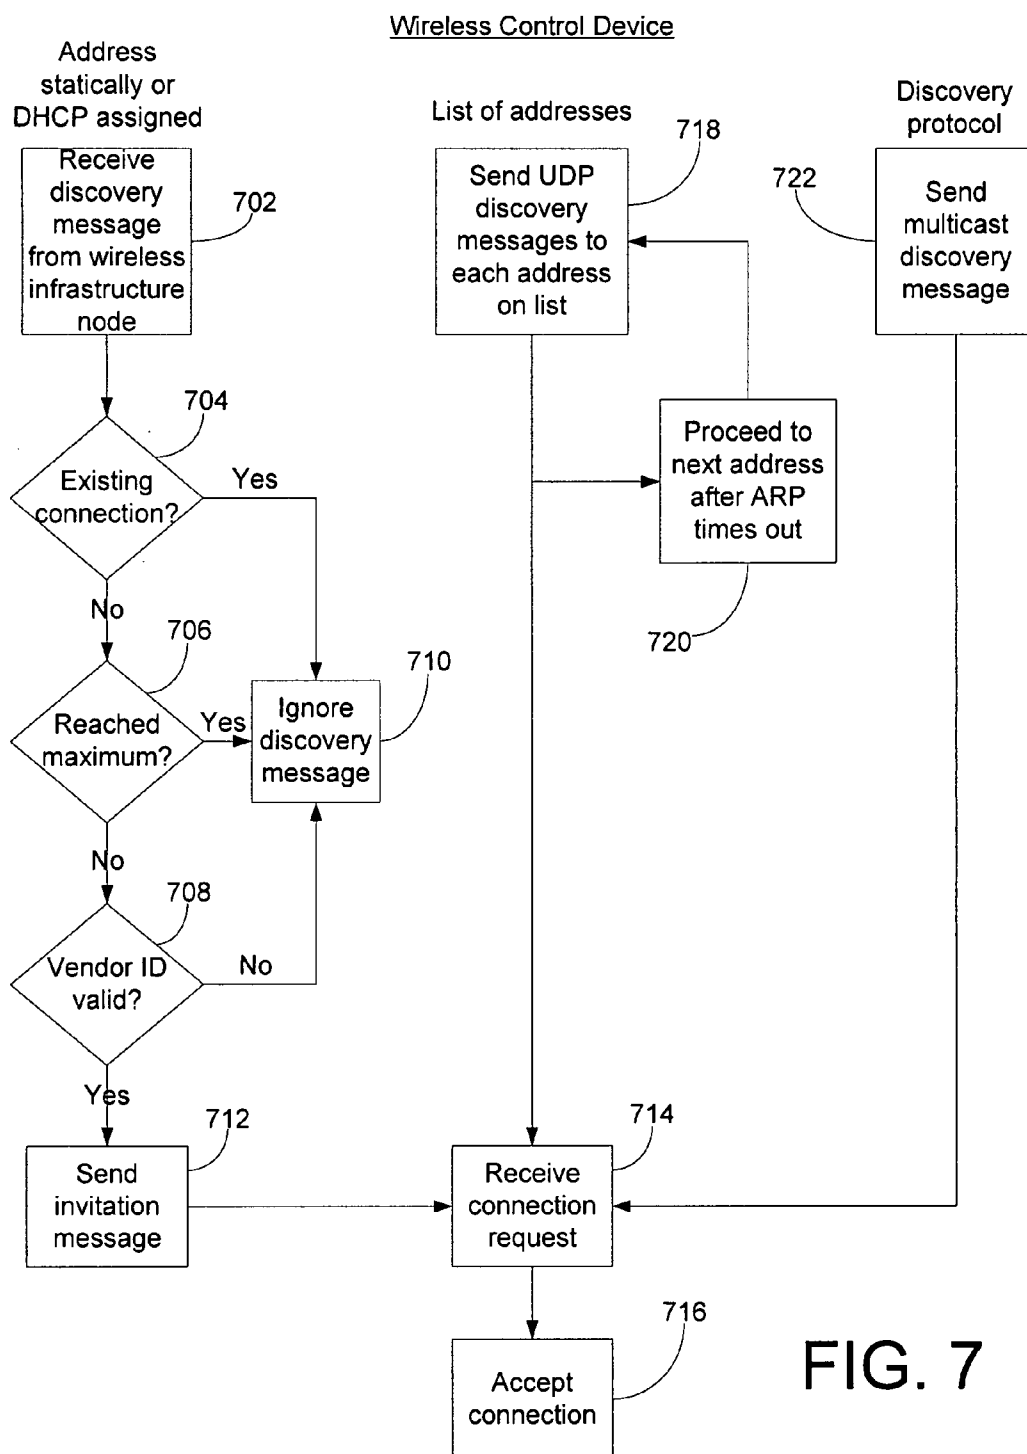 Wireless Control Device
Address
statically or
DHCP assigned
Receive
discovery
message
from wireless
infrastructure
node
702
704
Existing
connection?
Yes
No
706
Reached
maximum?
Yes
710
Ignore
discovery
message
No
708
Vendor ID
valid?
No
Yes
712
Send
invitation
message
List of addresses
718
Send UDP
discovery
messages to
each address
on list
Proceed to
next address
after ARP
times out
720
714
Receive
connection
request
716
Accept
connection
Discovery
protocol
722
Send
multicast
discovery
message
FIG. 7